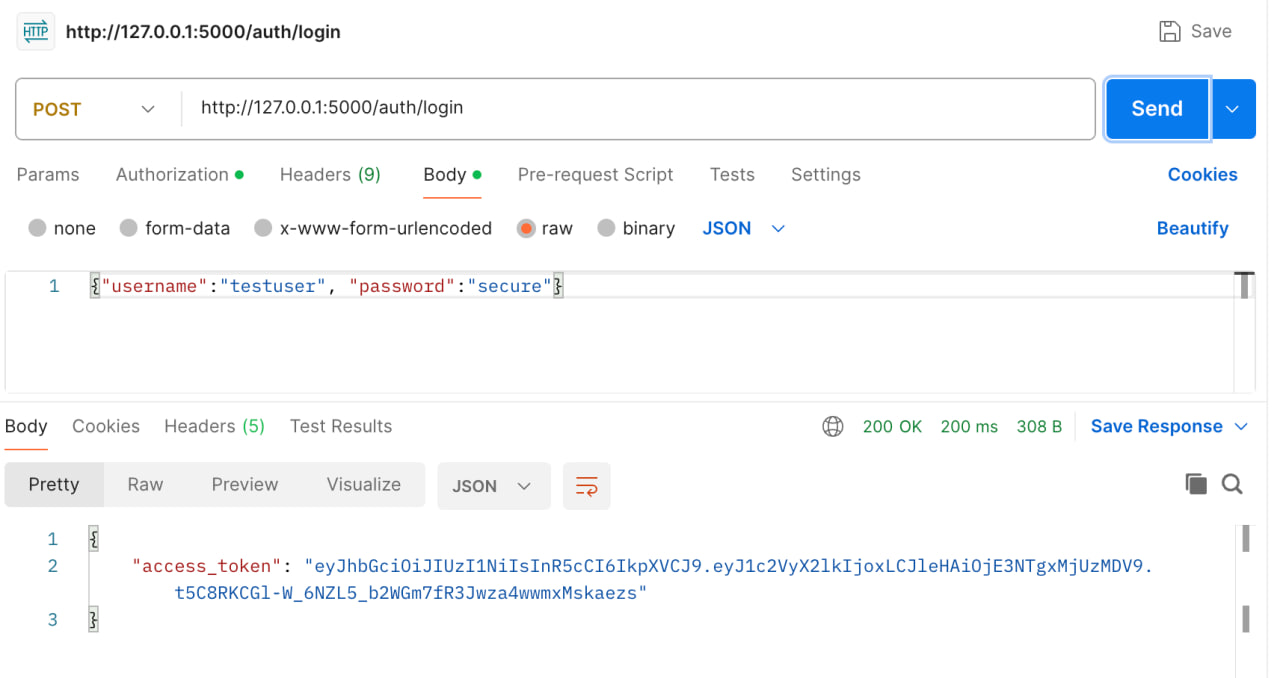 HTTP http://127.0.0.1:5000/auth/login Save
POST http://127.0.0.1:5000/auth/login Send
Params Authorization Headers (9) Body Pre-request Script Tests Settings Cookies
none form-data x-www-form-urlencoded raw binary JSON Beautify
1 {"username":"testuser", "password":"secure"}
Body Cookies Headers (5) Test Results 200 OK 200 ms 308 B Save Response
Pretty Raw Preview Visualize JSON
1 {
2 "access_token": "eyJhbGciOiJIUzI1NiIsInR5cCI6IkpXVCJ9.eyJ1c2VyX2lkIjoxLCJleHAiOjE3NTgxMjUzMDV9.
t5C8RKCGl-W_6NZL5_b2WGm7fR3Jwza4wwmxMskaezs"
3 }